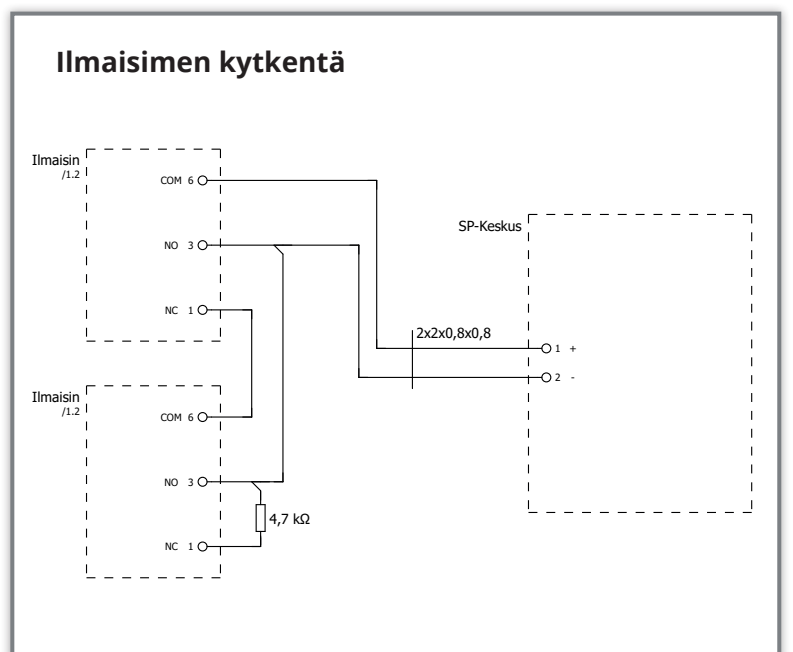 Ilmaisimen kytkentä
Ilmaisin
/1.2
COM 6
NO 3
NC 1
SP-Keskus
2x2x0,8x0,8
1 +
2 -
Ilmaisin
/1.2
COM 6
NO 3
4,7 kΩ
NC 1